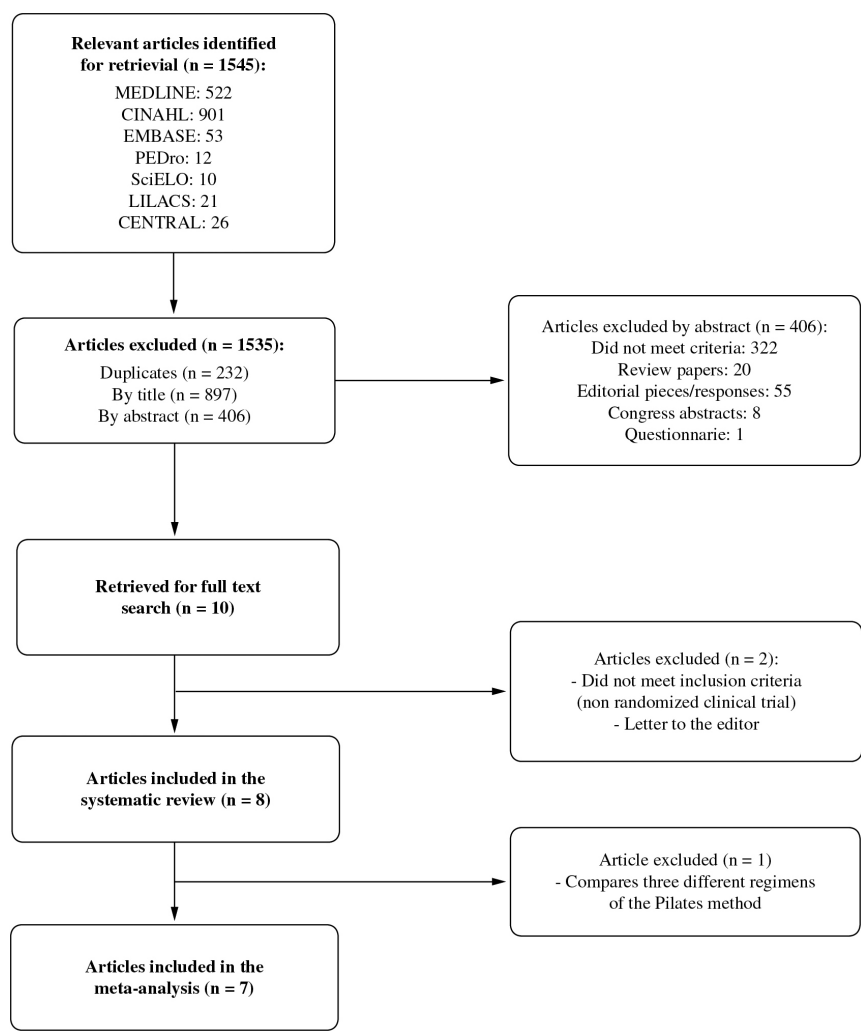 Relevant articles identified
for retrievial (n = 1545):
MEDLINE: 522
CINAHL: 901
EMBASE: 53
PEDro: 12
SciELO: 10
LILACS: 21
CENTRAL: 26
Articles excluded (n = 1535):
Duplicates (n = 232)
By title (n = 897)
By abstract (n = 406)
Articles excluded by abstract (n = 406):
Did not meet criteria: 322
Review papers: 20
Editorial pieces/responses: 55
Congress abstracts: 8
Questionnarie: 1
Retrieved for full text
search (n = 10)
Articles excluded (n = 2):
- Did not meet inclusion criteria
(non randomized clinical trial)
- Letter to the editor
Articles included in the
systematic review (n = 8)
Article excluded (n = 1)
- Compares three different regimens
of the Pilates method
Articles included in the
meta-analysis (n = 7)